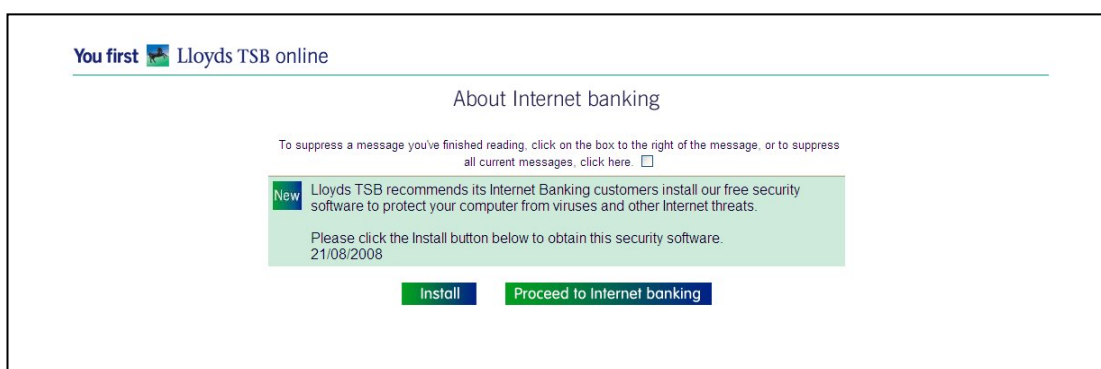 You first Lloyds TSB online
About Internet banking
To suppress a message you've finished reading, click on the box to the right of the message, or to suppress
all current messages, click here.
New
Lloyds TSB recommends its Internet Banking customers install our free security
software to protect your computer from viruses and other Internet threats.
Please click the Install button below to obtain this security software.
21/08/2008
Install Proceed to Internet banking